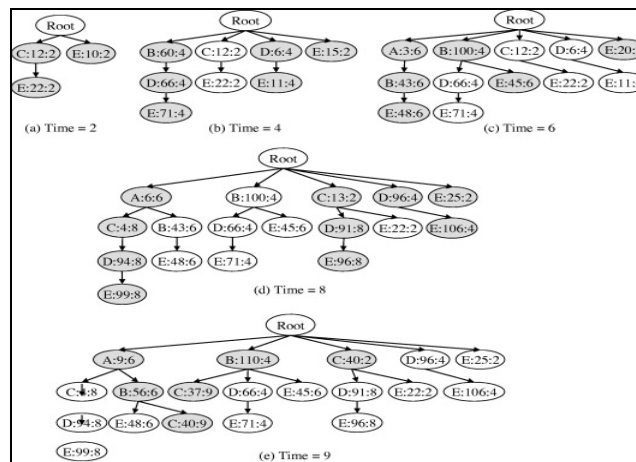 Root
C:12:2 E:10:2
E:22:2
(a) Time = 2
Root
B:60:4 C:12:2 D:6:4 E:15:2
D:66:4 E:22:2 E:11:4
E:71:4
(b) Time = 4
Root
A:3:6 B:100:4 C:12:2 D:6:4 E:20:
B:43:6 D:66:4 E:45:6 E:22:2 E:11:
E:48:6 E:71:4
(c) Time = 6
Root
A:6:6 B:100:4 C:13:2 D:96:4 E:25:2
C:4:8 B:43:6 D:66:4 E:45:6 D:91:8 E:22:2 E:106:4
D:94:8 E:48:6 E:71:4 E:96:8
E:99:8
(d) Time = 8
Root
A:9:6 B:110:4 C:40:2 D:96:4 E:25:2
C:4:8 B:56:6 C:37:9 D:66:4 E:45:6 D:91:8 E:22:2 E:106:4
D:94:8 E:48:6 C:40:9 E:71:4 E:96:8
E:99:8
(e) Time = 9